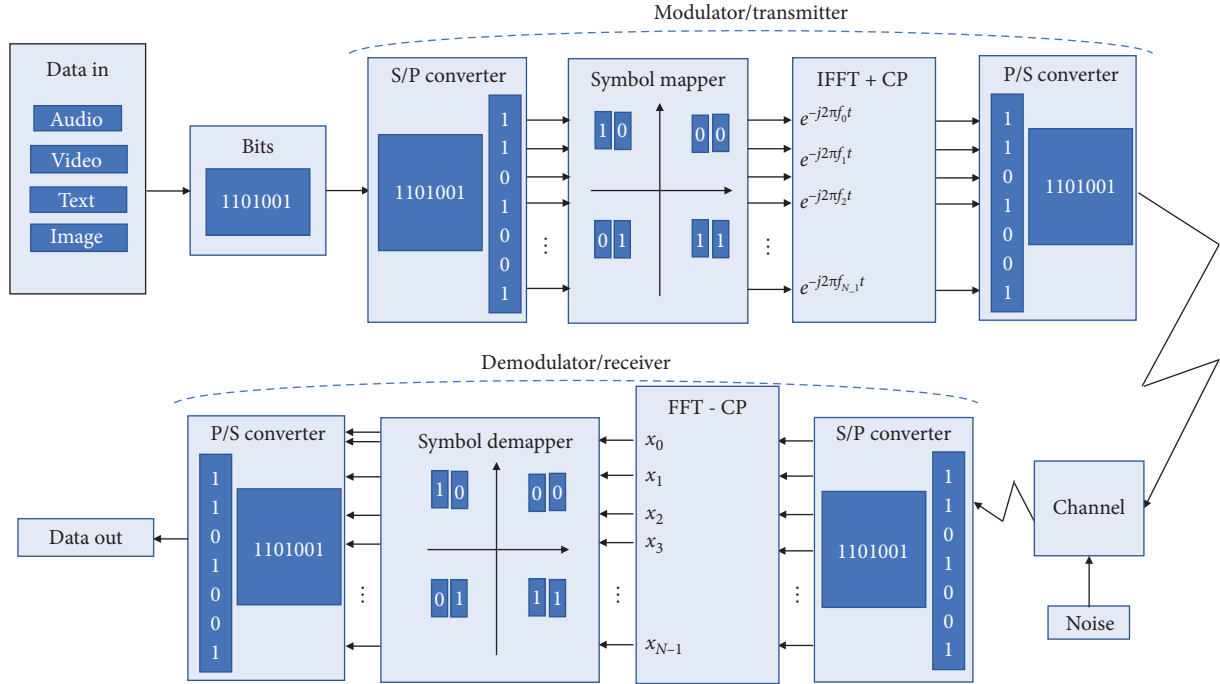 Modulator/transmitter
Data in
Audio
Video
Text
Image
Bits
1101001
S/P converter
1101001
1
1
0
1
0
0
1
⋮
Symbol mapper
1 0
0 0
0 1
1 1
⋮
IFFT + CP
e^{-j2πf_0t}
e^{-j2πf_1t}
e^{-j2πf_2t}
e^{-j2πf_{N_1}t}
P/S converter
1
1
0
1
0
0
1
1101001
Demodulator/receiver
P/S converter
1
1
0
1
0
0
1
1101001
⋮
Symbol demapper
1 0
0 0
0 1
1 1
FFT - CP
x_0
x_1
x_2
x_3
⋮
x_{N–1}
⋮
S/P converter
1101001
1
1
0
1
0
0
1
Channel
Noise
Data out